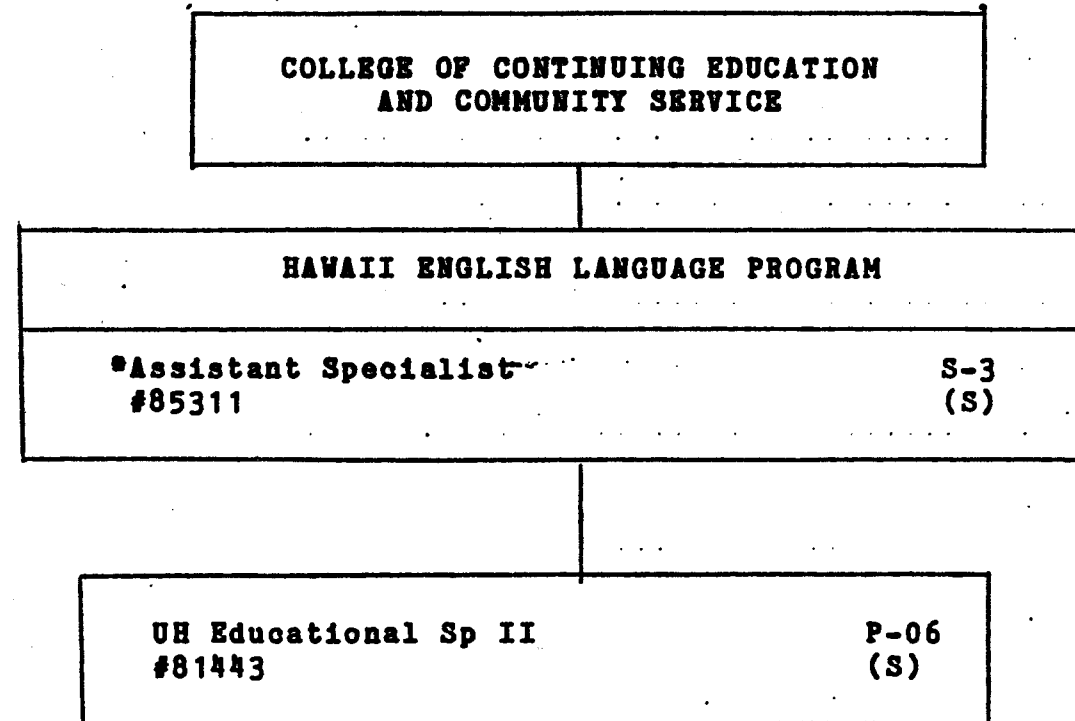 COLLEGE OF CONTINUING EDUCATION
AND COMMUNITY SERVICE
HAWAII ENGLISH LANGUAGE PROGRAM
*Assistant Specialist S-3
#85311 (S)
UH Educational Sp II P-06
#81443 (S)